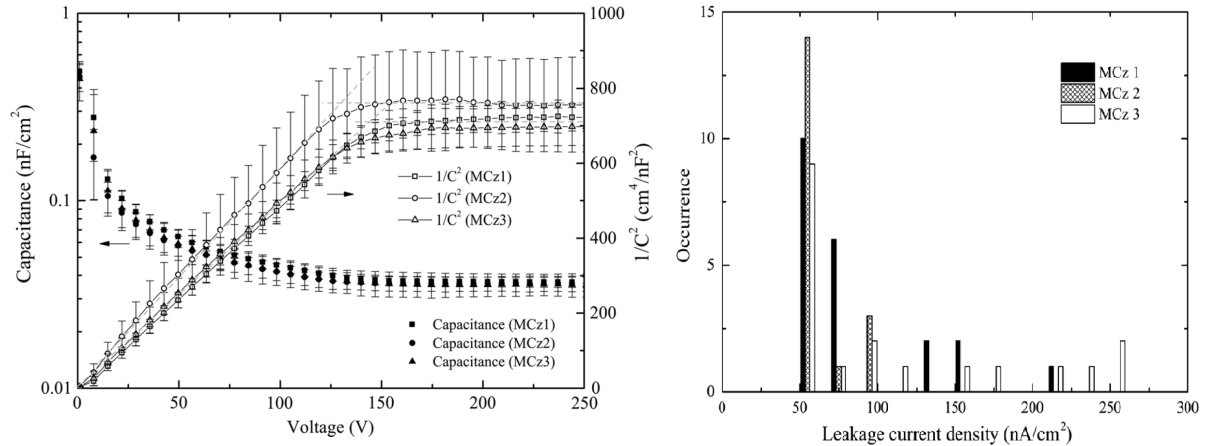 1
0.1
0.01
Capacitance (nF/cm²)
0
50
100
150
200
250
Voltage (V)
1000
800
600
400
200
0
1/C² (cm⁴/nF²)
1/C² (MCz1)
1/C² (MCz2)
1/C² (MCz3)
Capacitance (MCz1)
Capacitance (MCz2)
Capacitance (MCz3)
15
10
5
0
Occurrence
MCz 1
MCz 2
MCz 3
0
50
100
150
200
250
300
Leakage current density (nA/cm²)